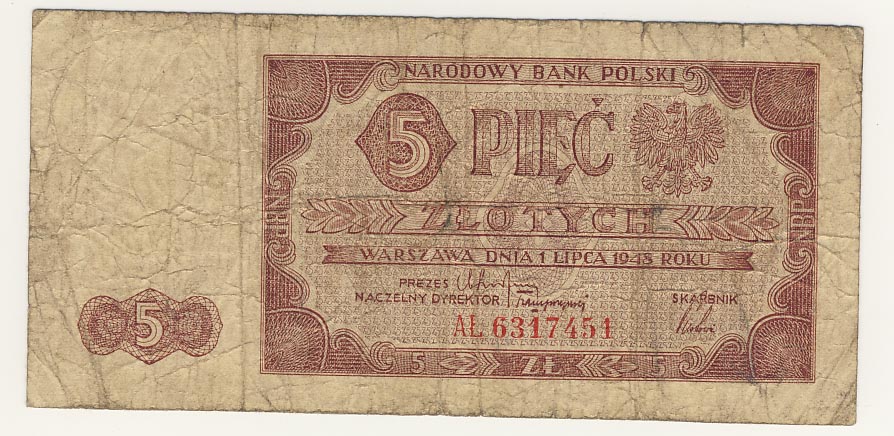 NARODOWY BANK POLSKI
5 PIĘĆ
ZŁOTYCH
NBP
NBP
WARSZAWA DNIA 1 LIPCA 1948 ROKU
PREZES
NACZELNY DYREKTOR
SKARBNIK
AŁ 6317451
5
5 ZŁ 5